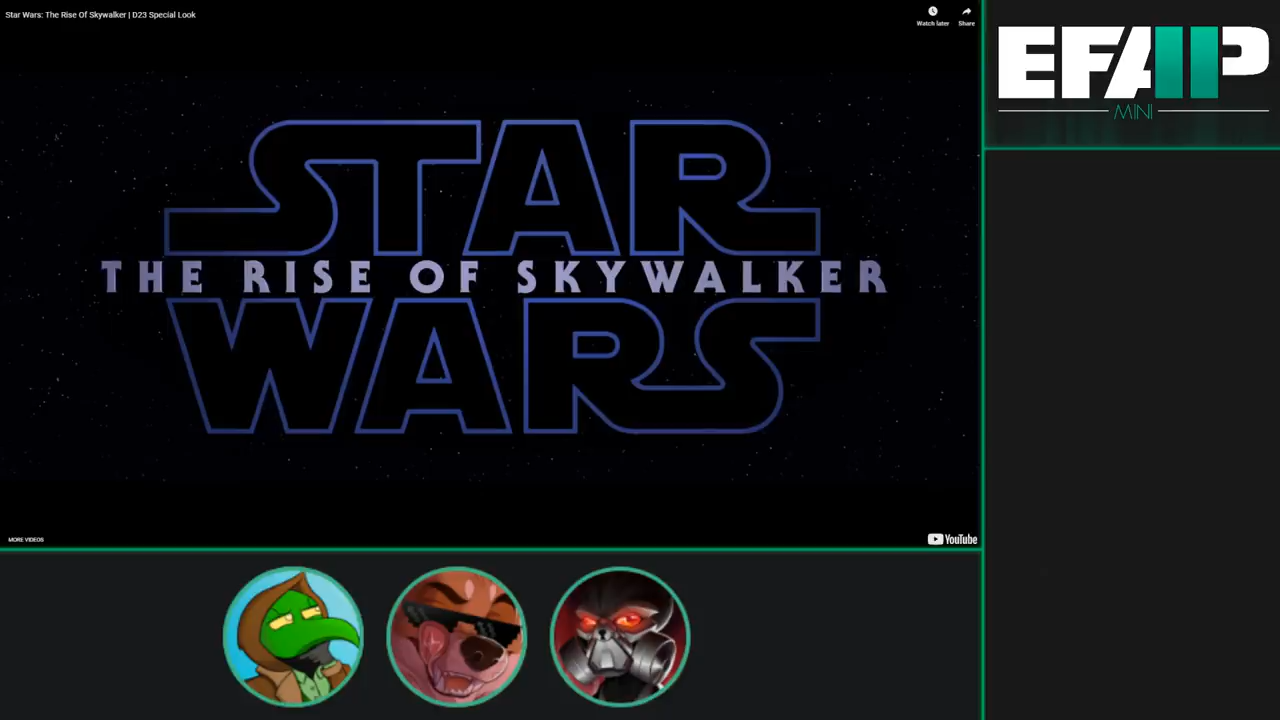 Star Wars: The Rise Of Skywalker | D23 Special Look
Watch later
Share
EFAP
MINI
STAR
THE RISE OF SKYWALKER
WARS
MORE VIDEOS
YouTube